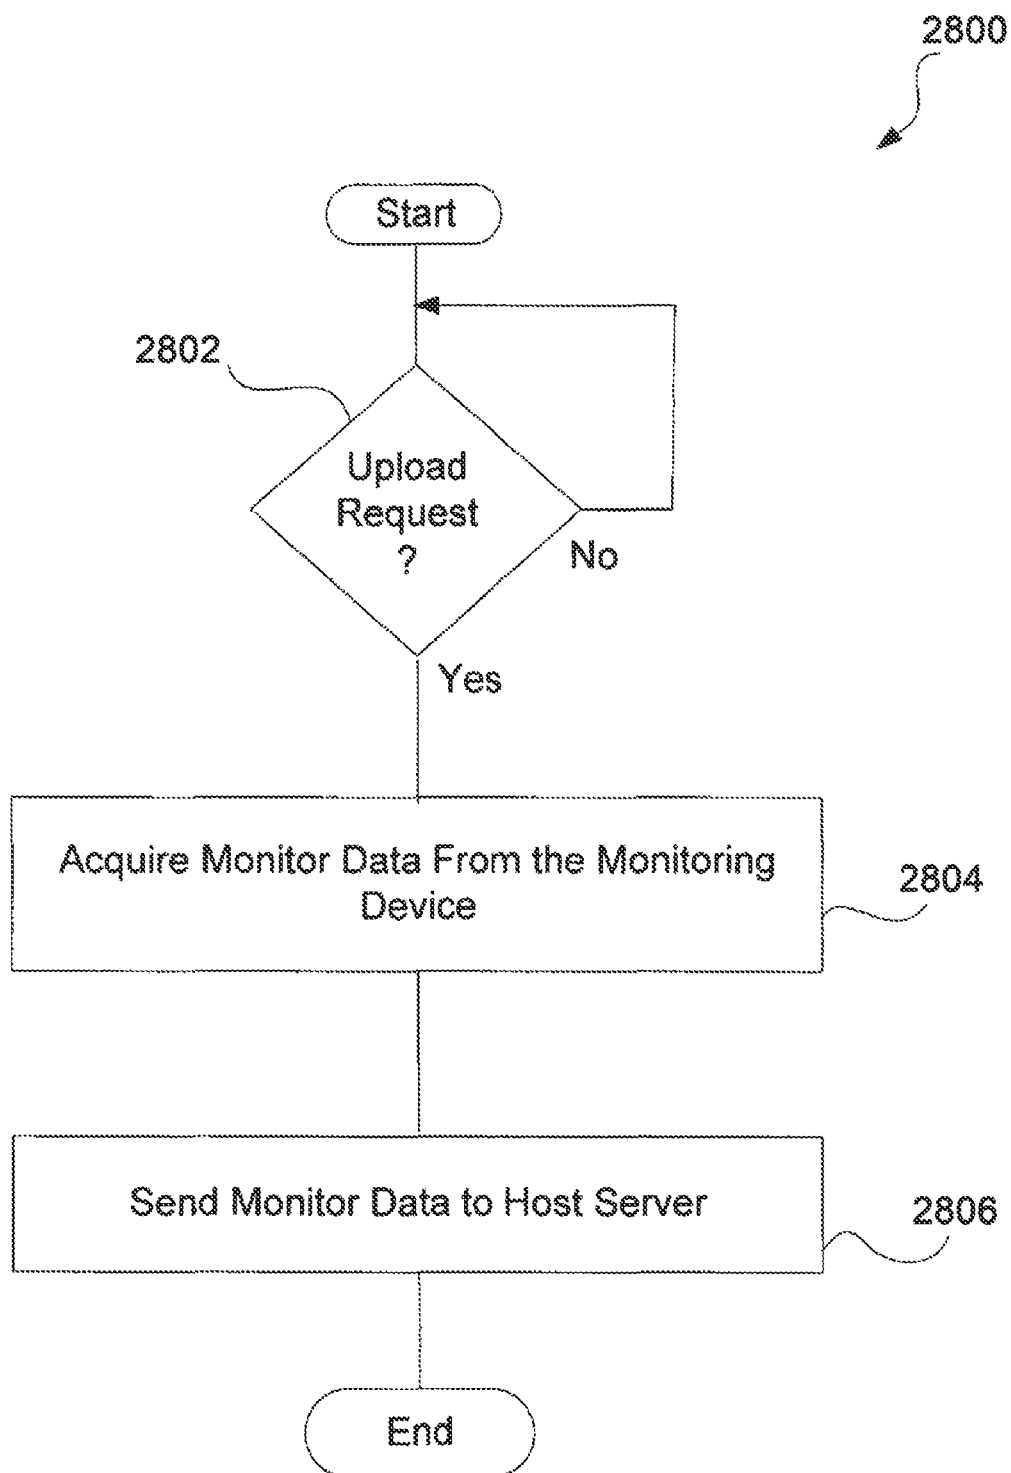 2800
Start
2802
Upload
Request
?
No
Yes
Acquire Monitor Data From the Monitoring
Device
2804
Send Monitor Data to Host Server
2806
End